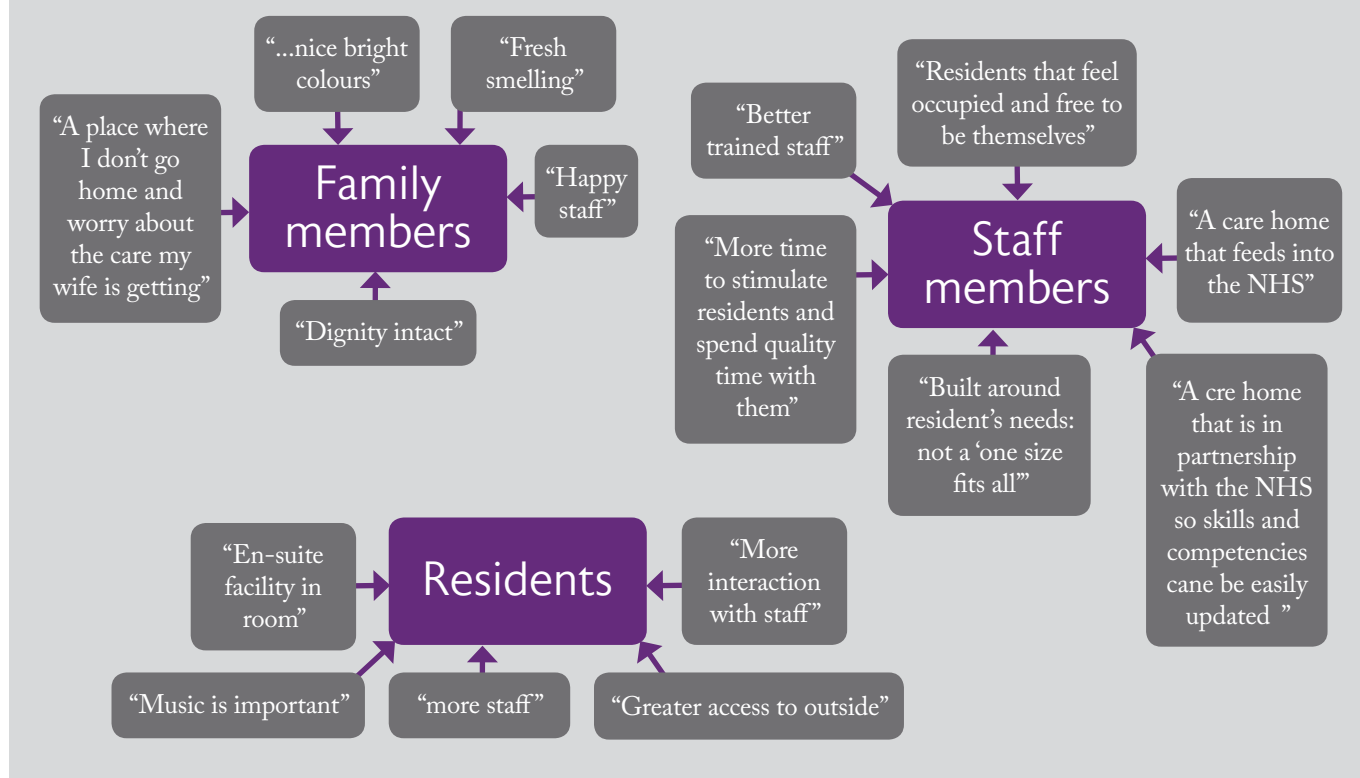 “...nice bright
colours”
“Fresh
smelling”
“A place where
I don’t go
home and
worry about
the care my
wife is getting”
Family
members
“Happy
staff”
“Dignity intact”
“Residents that feel
occupied and free to
be themselves”
“Better
trained staff”
“More time
to stimulate
residents and
spend quality
time with
them”
Staff
members
“A care home
that feeds into
the NHS”
“Built around
resident’s needs:
not a ‘one size
fits all’”
“A cre home
that is in
partnership
with the NHS
so skills and
competencies
cane be easily
updated ”
“En-suite
facility in
room”
Residents
“More
interaction
with staff”
“Music is important”
“more staff”
“Greater access to outside”